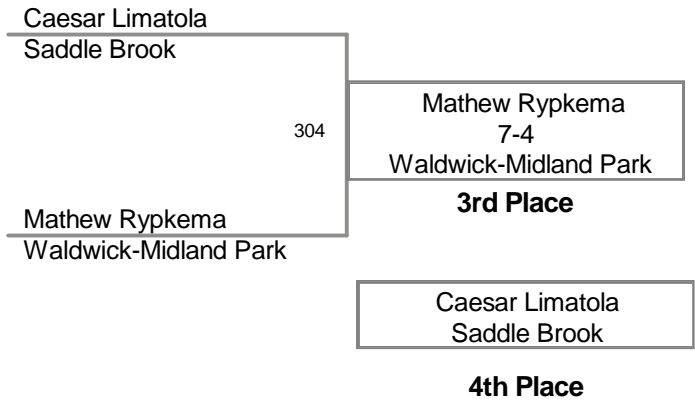 Caesar Limatola
Saddle Brook
304
Mathew Rypkema
7-4
Waldwick-Midland Park
3rd Place
Mathew Rypkema
Waldwick-Midland Park
Caesar Limatola
Saddle Brook
4th Place